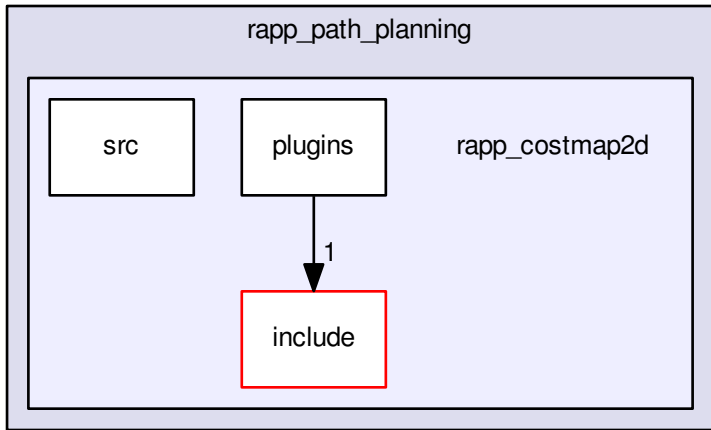 rapp_path_planning
src
plugins
rapp_costmap2d
1
include